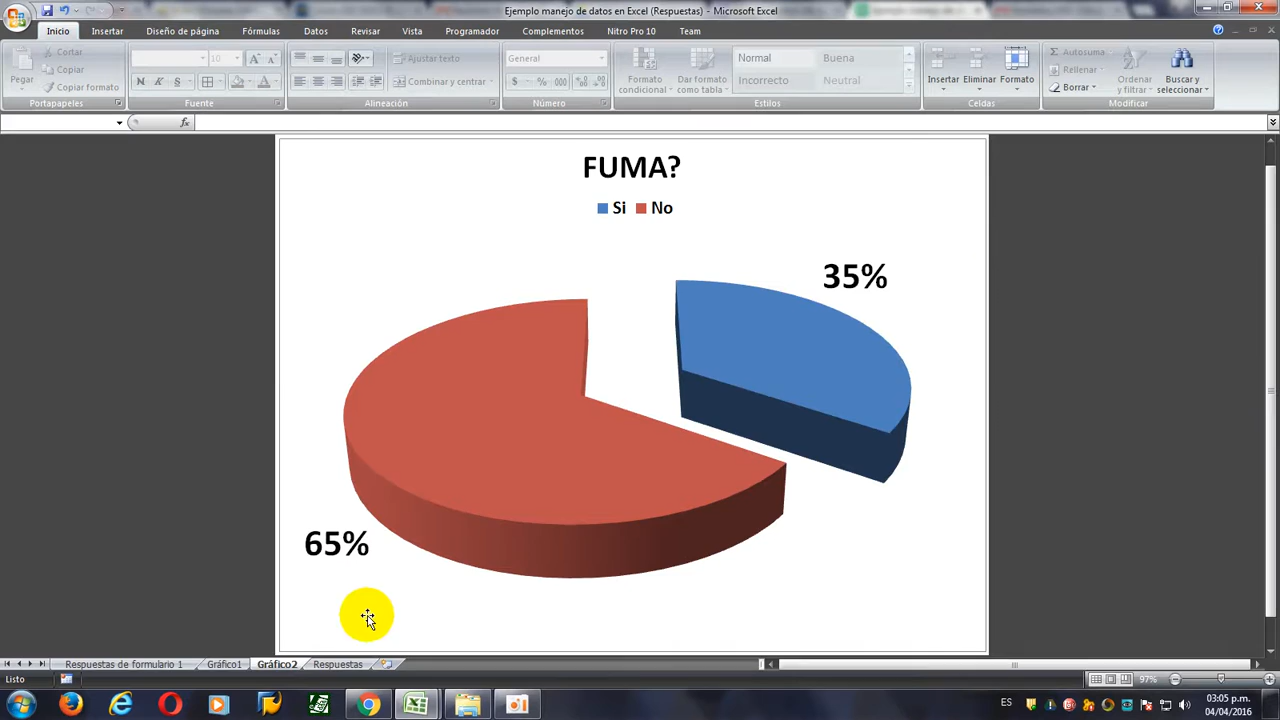 Ejemplo manejo de datos en Excel (Respuestas) - Microsoft Excel
Inicio Insertar Diseño de página Fórmulas Datos Revisar Vista Programador Complementos Nitro Pro 10 Team
Pegar
Cortar
Copiar
Copiar formato
Portapapeles
10
N K S
Fuente
Ajustar texto
Combinar y centrar
Alineación
General
$ % 000
Número
Formato condicional
Dar formato como tabla
Normal Buena
Incorrecto Neutral
Estilos
Insertar Eliminar Formato
Celdas
Autosuma
Rellenar
Borrar
Ordenar y filtrar
Buscar y seleccionar
Modificar
fx
FUMA?
Si No
35%
65%
Respuestas de formulario 1 Gráfico1 Gráfico2 Respuestas
Listo 97%
ES 03:05 p.m.
04/04/2016